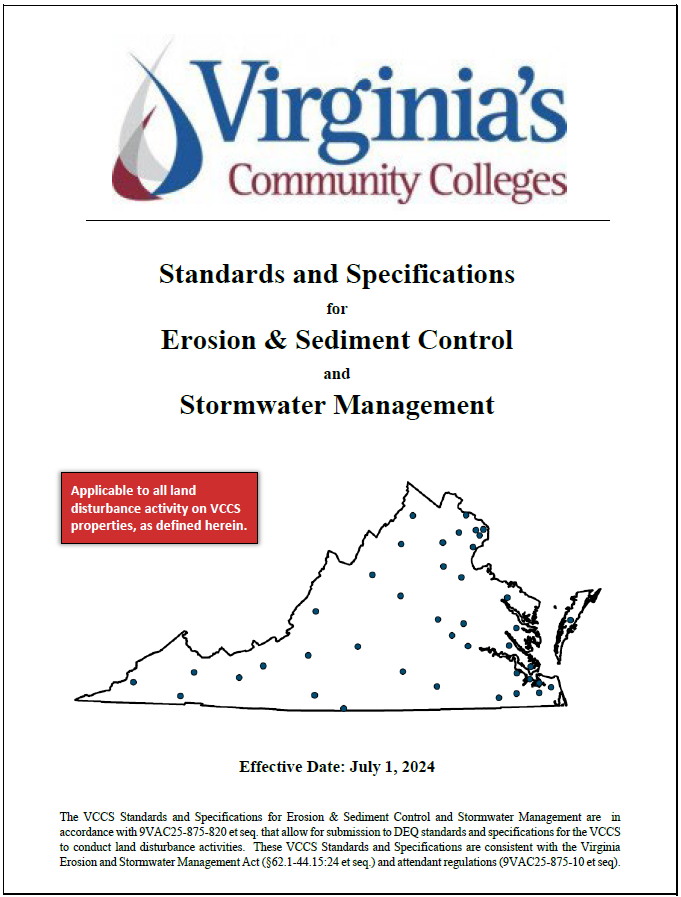 Virginia's
Community Colleges
Standards and Specifications
for
Erosion & Sediment Control
and
Stormwater Management
Applicable to all land
disturbance activity on VCCS
properties, as defined herein.
Effective Date: July 1, 2024
The VCCS Standards and Specifications for Erosion & Sediment Control and Stormwater Management are in
accordance with 9VAC25-875-820 et seq. that allow for submission to DEQ standards and specifications for the VCCS
to conduct land disturbance activities. These VCCS Standards and Specifications are consistent with the Virginia
Erosion and Stormwater Management Act (§62.1-44.15:24 et seq.) and attendant regulations (9VAC25-875-10 et seq).